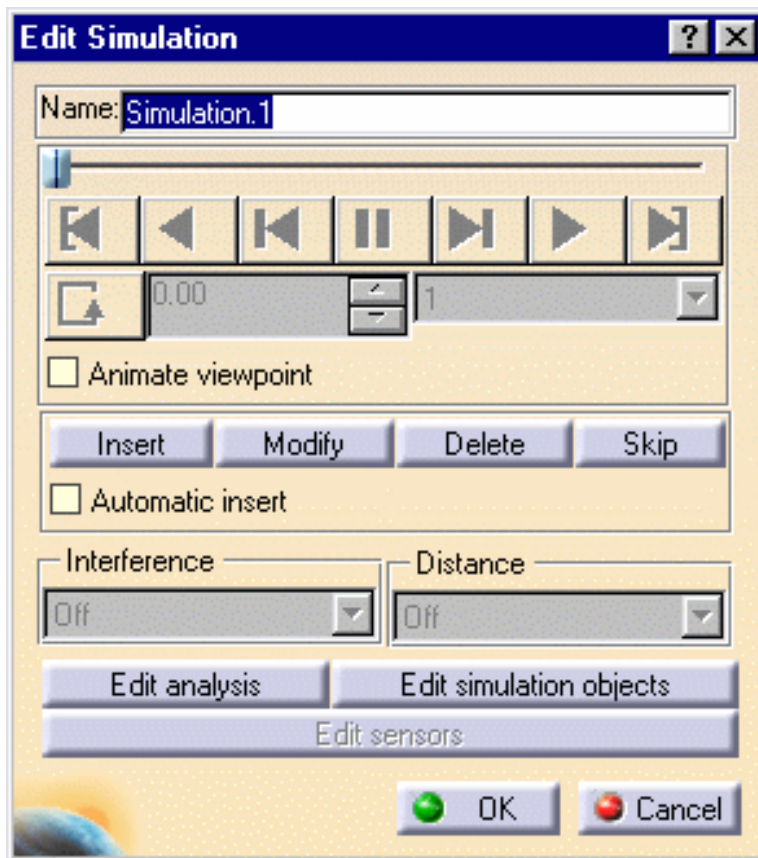 Edit Simulation ? X
Name: Simulation.1
0.00 1
Animate viewpoint
Insert Modify Delete Skip
Automatic insert
Interference Distance
Off Off
Edit analysis Edit simulation objects
Edit sensors
OK Cancel